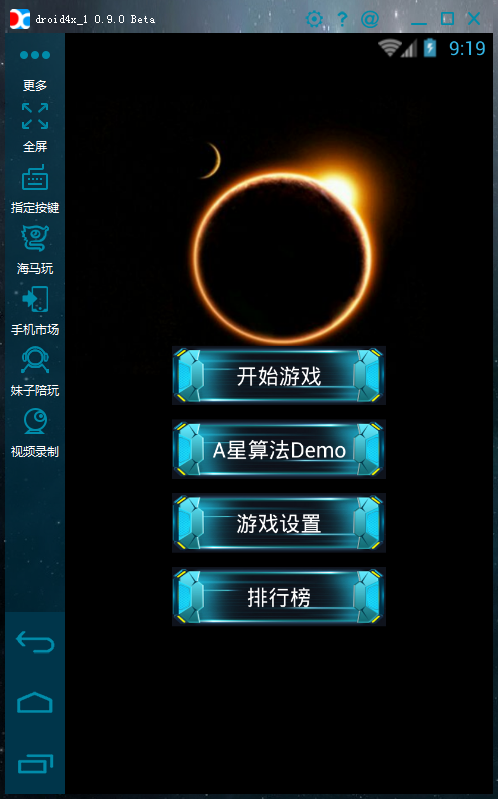 droid4x_1 0.9.0 Beta
9:19
更多
全屏
指定按键
海马玩
手机市场
妹子陪玩
视频录制
开始游戏
A星算法Demo
游戏设置
排行榜